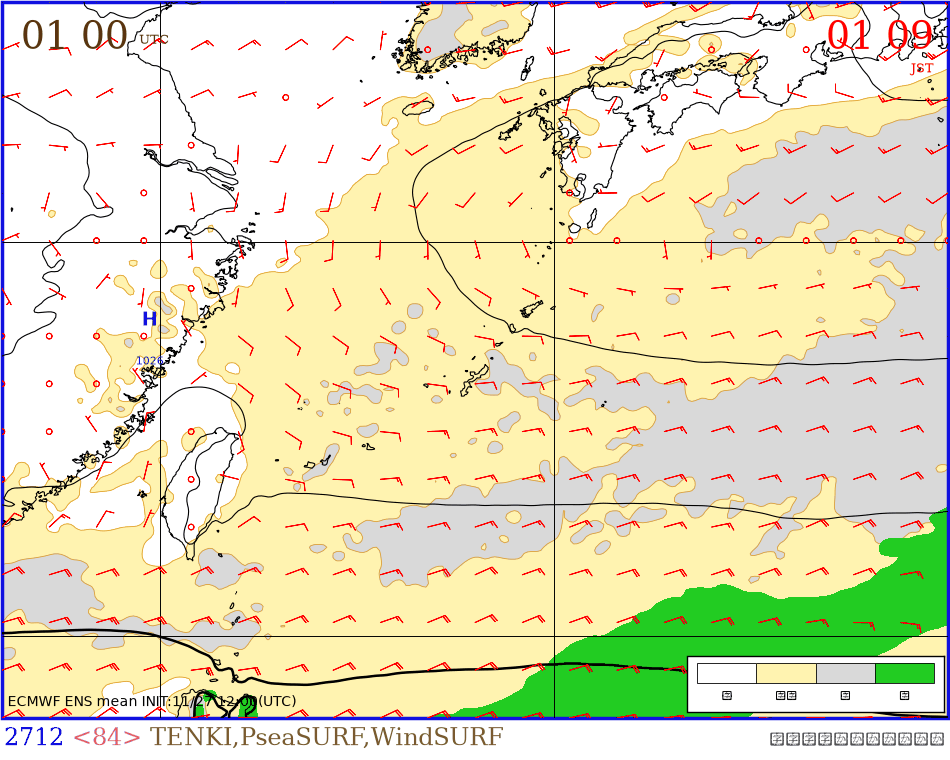 01 00 UTC
01 09
JST
H
1026
ECMWF ENS mean INIT:11/27 12:00(UTC)
2712 <84> TENKI,PseaSURF,WindSURF